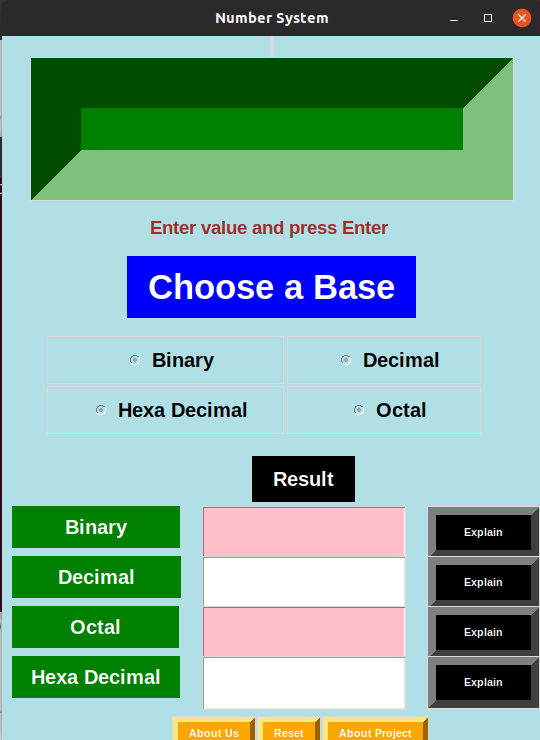 Number System
Enter value and press Enter
Choose a Base
Binary Decimal
Hexa Decimal Octal
Result
Binary Explain
Decimal Explain
Octal Explain
Hexa Decimal Explain
About Us Reset About Project